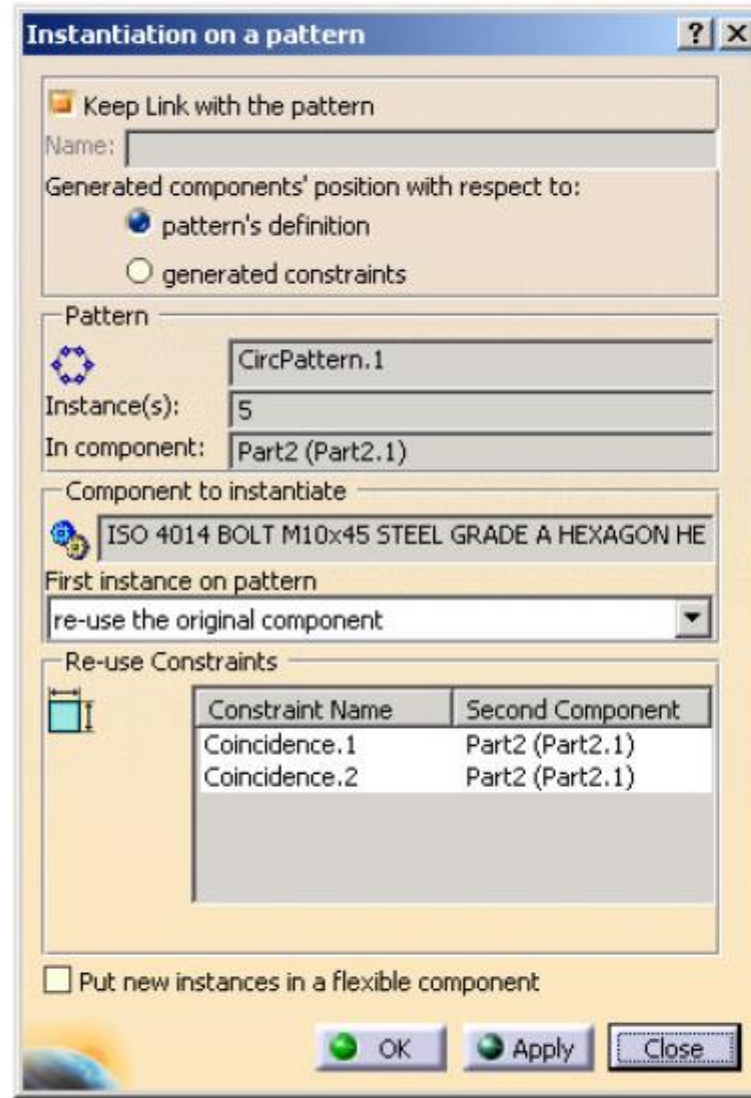 Instantiation on a pattern
Keep Link with the pattern
Name:
Generated components' position with respect to:
pattern's definition
generated constraints
Pattern
CircPattern.1
Instance(s): 5
In component: Part2 (Part2.1)
Component to instantiate
ISO 4014 BOLT M10x45 STEEL GRADE A HEXAGON HE
First instance on pattern
re-use the original component
Re-use Constraints
Constraint Name Second Component
Coincidence.1 Part2 (Part2.1)
Coincidence.2 Part2 (Part2.1)
Put new instances in a flexible component
OK Apply Close